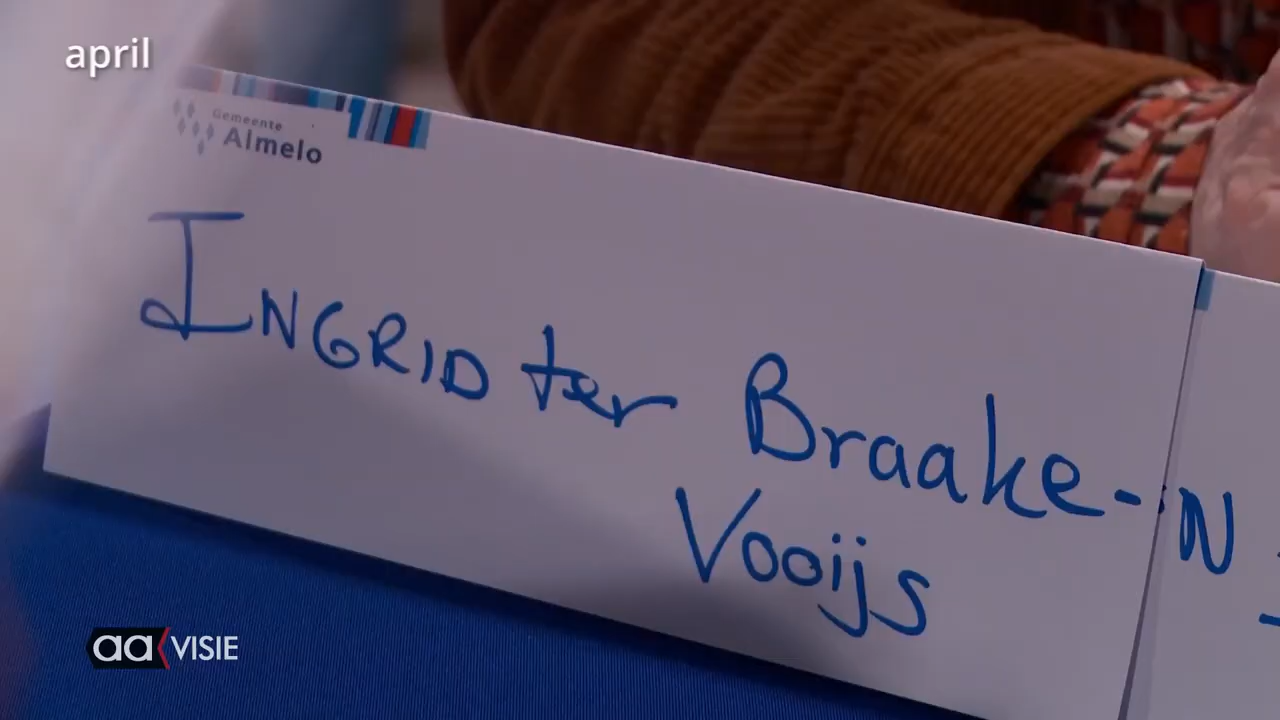 april
Gemeente
Almelo
INGRID ter Braake-
Vooijs
N
aa VISIE